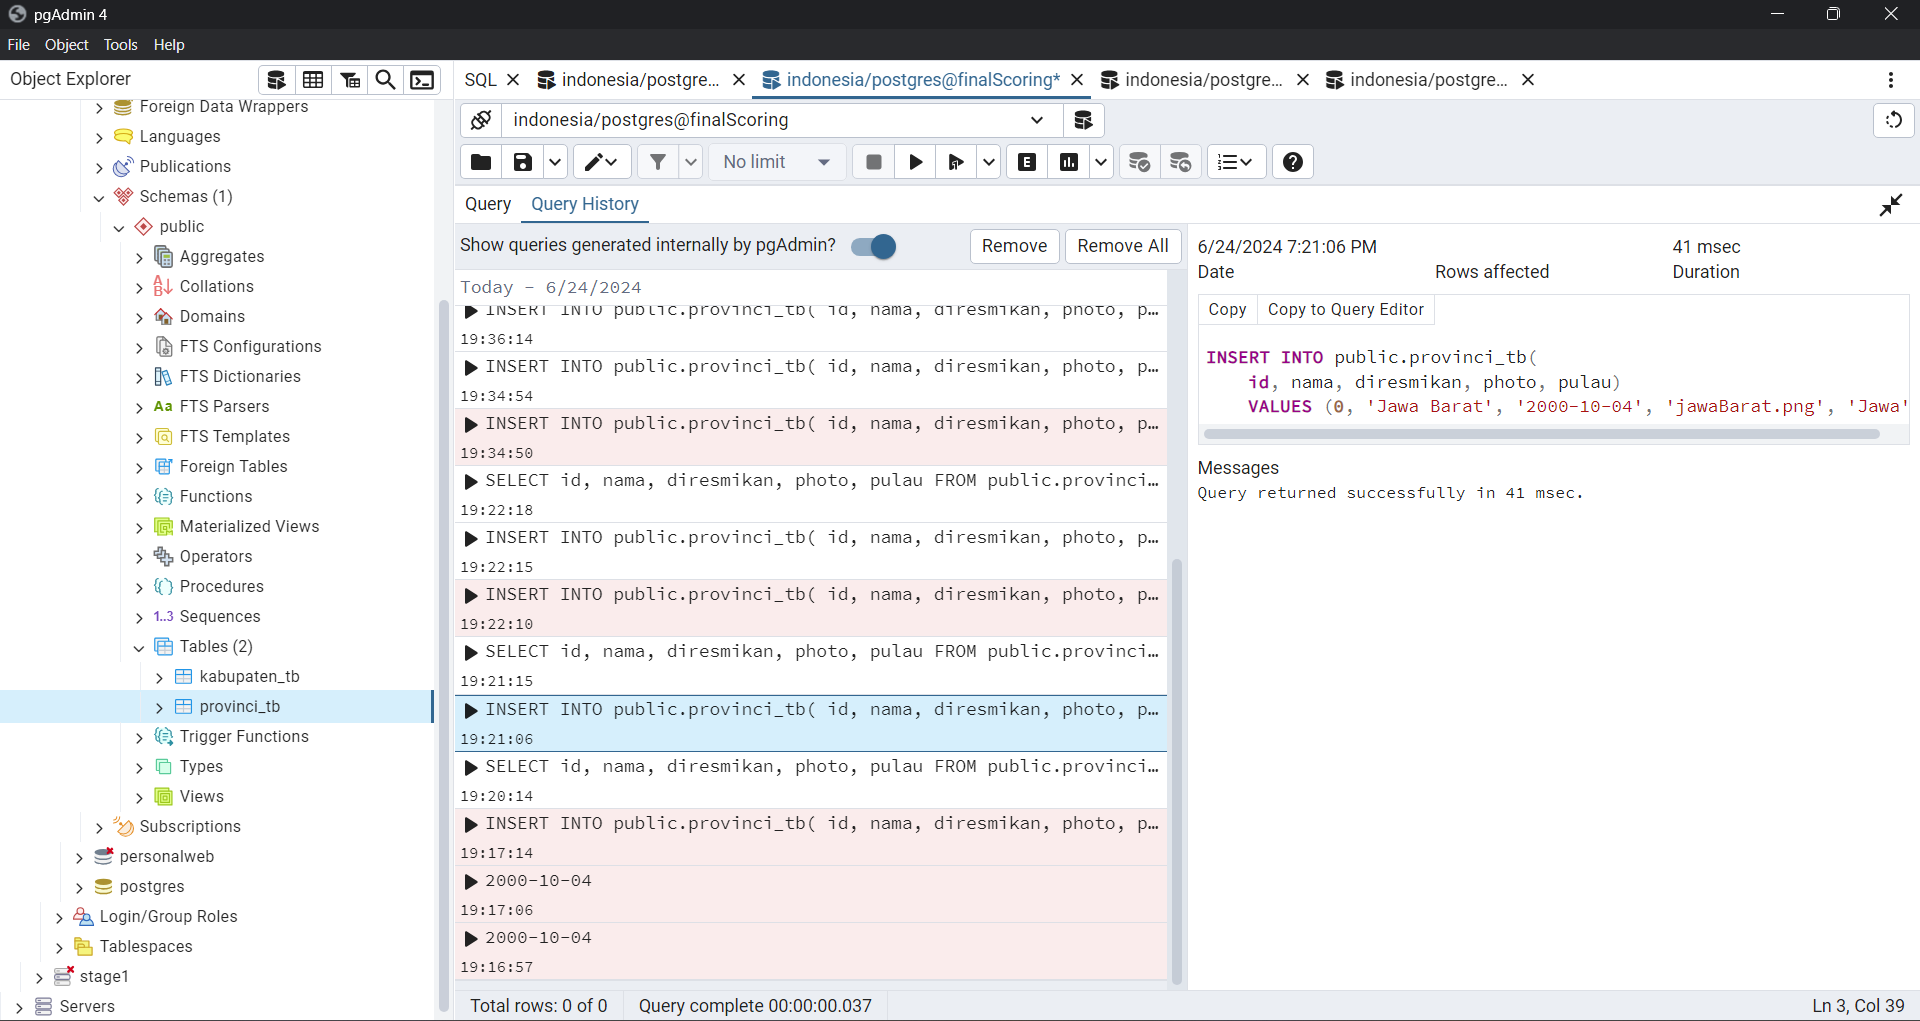 pgAdmin 4
File Object Tools Help
Object Explorer
SQL
indonesia/postgre...
indonesia/postgres@finalScoring*
indonesia/postgre...
indonesia/postgre...
Foreign Data Wrappers
Languages
Publications
Schemas (1)
public
Aggregates
Collations
Domains
FTS Configurations
FTS Dictionaries
Aa FTS Parsers
FTS Templates
Foreign Tables
Functions
Materialized Views
Operators
Procedures
1..3 Sequences
Tables (2)
kabupaten_tb
provinci_tb
Trigger Functions
Types
Views
Subscriptions
personalweb
postgres
Login/Group Roles
Tablespaces
stage1
Servers
indonesia/postgres@finalScoring
No limit
E
Query Query History
Show queries generated internally by pgAdmin?
Remove Remove All
Today - 6/24/2024
INSERT INTO public.provinci_tb( id, nama, diresmikan, photo, p…
19:36:14
INSERT INTO public.provinci_tb( id, nama, diresmikan, photo, p…
19:34:54
INSERT INTO public.provinci_tb( id, nama, diresmikan, photo, p…
19:34:50
SELECT id, nama, diresmikan, photo, pulau FROM public.provinci…
19:22:18
INSERT INTO public.provinci_tb( id, nama, diresmikan, photo, p…
19:22:15
INSERT INTO public.provinci_tb( id, nama, diresmikan, photo, p…
19:22:10
SELECT id, nama, diresmikan, photo, pulau FROM public.provinci…
19:21:15
INSERT INTO public.provinci_tb( id, nama, diresmikan, photo, p…
19:21:06
SELECT id, nama, diresmikan, photo, pulau FROM public.provinci…
19:20:14
INSERT INTO public.provinci_tb( id, nama, diresmikan, photo, p…
19:17:14
2000-10-04
19:17:06
2000-10-04
19:16:57
6/24/2024 7:21:06 PM 41 msec
Date Rows affected Duration
Copy Copy to Query Editor
INSERT INTO public.provinci_tb(
id, nama, diresmikan, photo, pulau)
VALUES (0, 'Jawa Barat', '2000-10-04', 'jawaBarat.png', 'Jawa'
Messages
Query returned successfully in 41 msec.
Total rows: 0 of 0 Query complete 00:00:00.037
Ln 3, Col 39